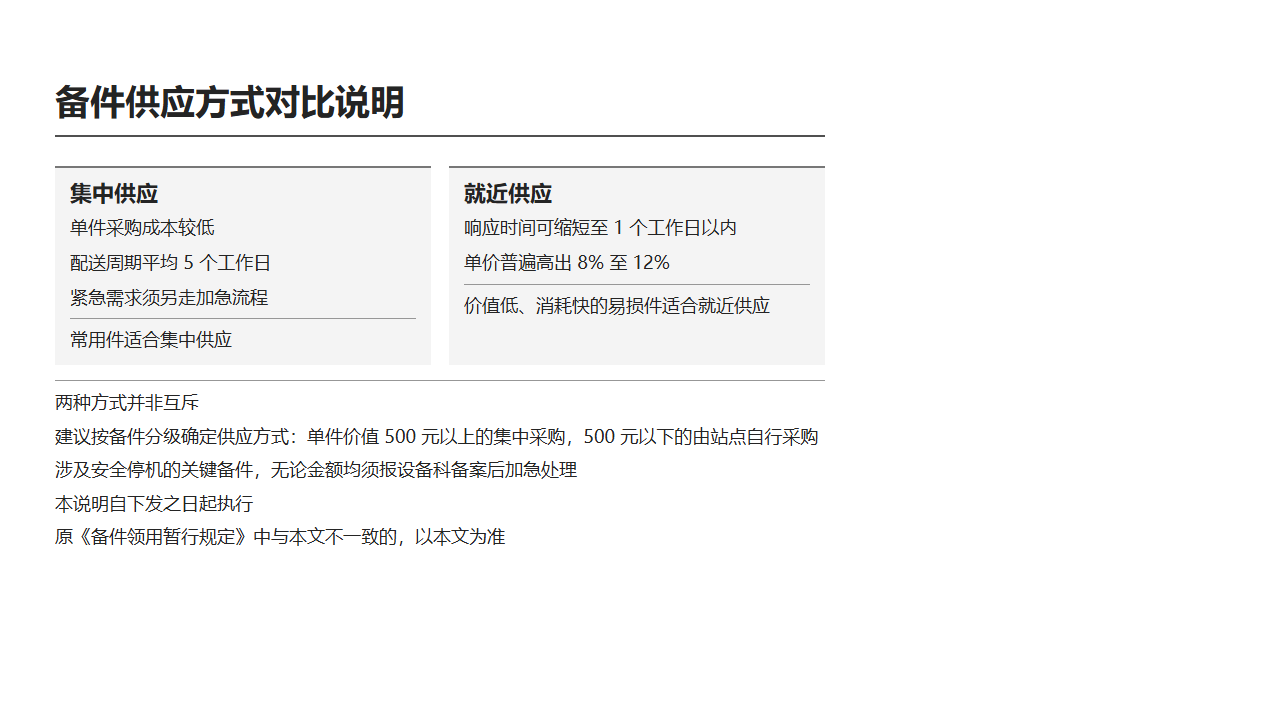 备件供应方式对比说明
集中供应
单件采购成本较低
配送周期平均 5 个工作日
紧急需求须另走加急流程
常用件适合集中供应
就近供应
响应时间可缩短至 1 个工作日以内
单价普遍高出 8% 至 12%
价值低、消耗快的易损件适合就近供应
两种方式并非互斥
建议按备件分级确定供应方式：单件价值 500 元以上的集中采购，500 元以下的由站点自行采购
涉及安全停机的关键备件，无论金额均须报设备科备案后加急处理
本说明自下发之日起执行
原《备件领用暂行规定》中与本文不一致的，以本文为准